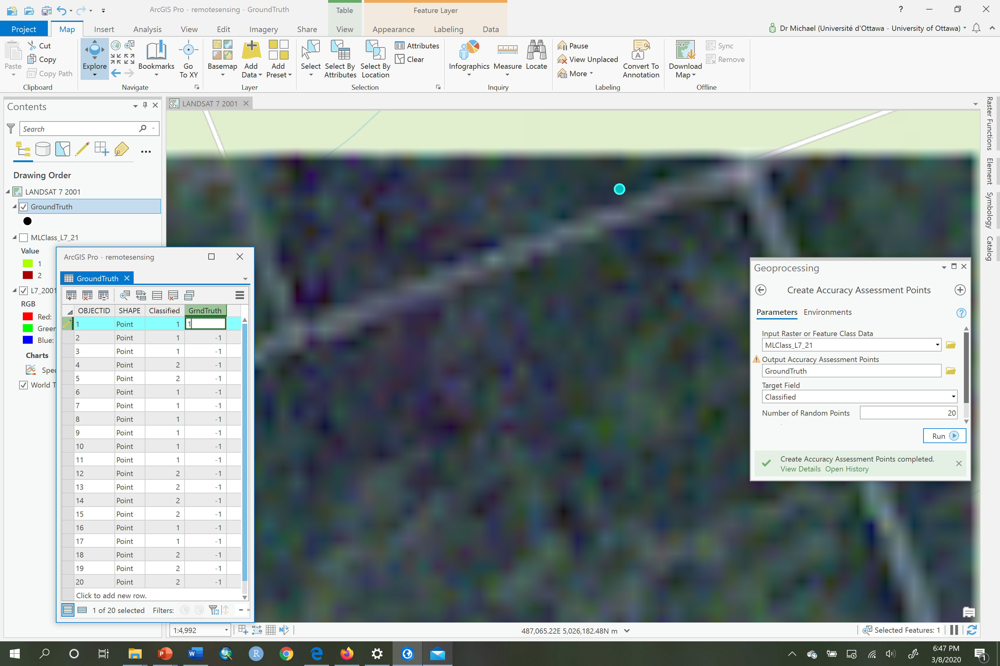 ArcGIS Pro - remotesensing - GroundTruth
Table
Feature Layer
?
Project
Map
Insert
Analysis
View
Edit
Imagery
Share
View
Appearance
Labeling
Data
Dr Michael (Université d'Ottawa - University of Ottawa)
Paste
Cut
Copy
Copy Path
Clipboard
Explore
Bookmarks
Go
To XY
Navigate
Basemap
Add
Data
Add
Preset
Layer
Select
Select By
Attributes
Select By
Location
Attributes
Clear
Selection
Infographics
Measure
Locate
Inquiry
Pause
View Unplaced
More
Convert To
Annotation
Labeling
Download
Map
Sync
Remove
Offline
Contents
Search
Drawing Order
LANDSAT 7 2001
GroundTruth
MLClass_L7_21
Value
1
2
L7_2001
RGB
Red:
Green
Blue:
Charts
Spec
World T
LANDSAT 7 2001
ArcGIS Pro - remotesensing
GroundTruth
OBJECTID SHAPE Classified GrndTruth
1 Point 1 1
2 Point 1 -1
3 Point 1 -1
4 Point 2 -1
5 Point 2 -1
6 Point 1 -1
7 Point 1 -1
8 Point 1 -1
9 Point 1 -1
10 Point 1 -1
11 Point 1 -1
12 Point 2 -1
13 Point 2 -1
14 Point 2 -1
15 Point 2 -1
16 Point 1 -1
17 Point 1 -1
18 Point 2 -1
19 Point 2 -1
20 Point 2 -1
Click to add new row.
1 of 20 selected Filters:
Geoprocessing
Create Accuracy Assessment Points
Parameters Environments
?
Input Raster or Feature Class Data
MLClass_L7_21
Output Accuracy Assessment Points
GroundTruth
Target Field
Classified
Number of Random Points 20
Run
Create Accuracy Assessment Points completed.
View Details Open History
Raster Functions
Element
Symbology
Catalog
1:4,992
487,065.22E 5,026,182.48N m
Selected Features: 1
6:47 PM
3/8/2020
1